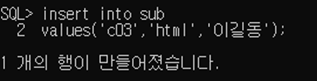 SQL> insert into sub
  2  values('c03','html','이길동');
1 개의 행이 만들어졌습니다.